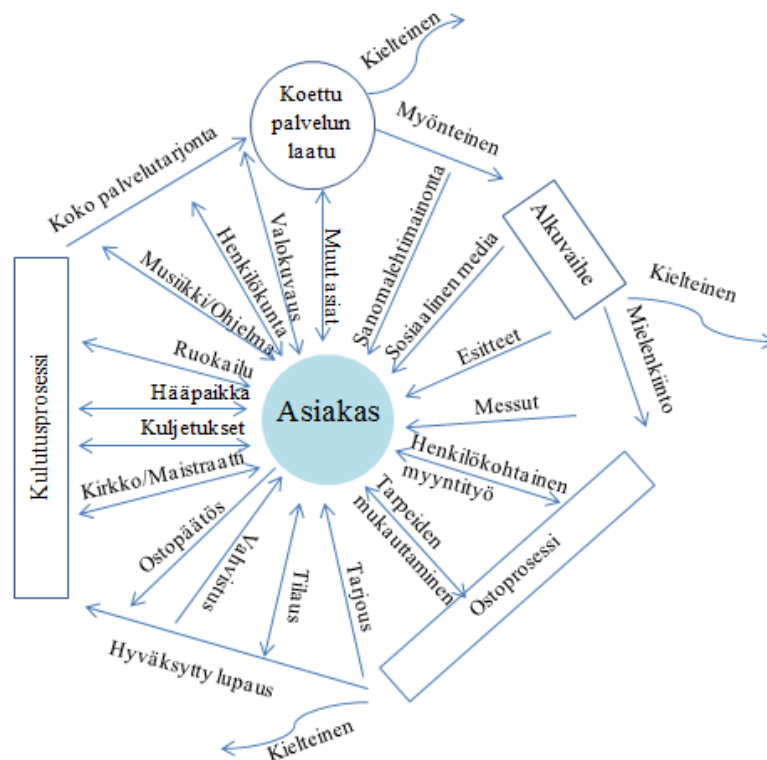 Kielteinen
Koettu
palvelun
laatu
Myönteinen
Koko palvelutarjonta
Sanomalehtimainonta
Alkuvaihe
Henkilökunta
Valokuvaus
Muut asiat
Sosiaalinen media
Kielteinen
Musiikki/Ohjelma
Mielenkiinto
Ruokailu
Esitteet
Hääpaikka
Asiakas
Messut
Kulutusprosessi
Kuljetukset
Henkilökohtainen
myyntityö
Kirkko/Maistraatti
Tarpeiden
mukauttaminen
Ostopäätös
Vahvistus
Tilaus
Tarjous
Ostoprosessi
Hyväksytty lupaus
Kielteinen